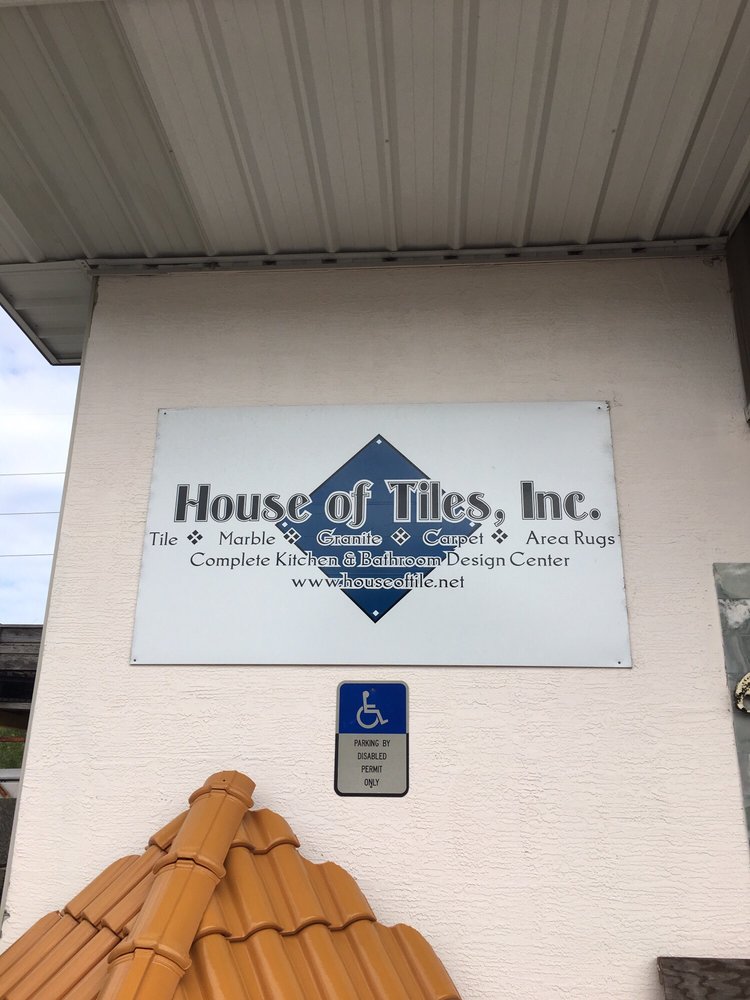 House of Tiles, Inc.
Tile ❖ Marble ❖ Granite ❖ Carpet ❖ Area Rugs
Complete Kitchen & Bathroom Design Center
www.houseoftile.net
PARKING BY
DISABLED
PERMIT
ONLY